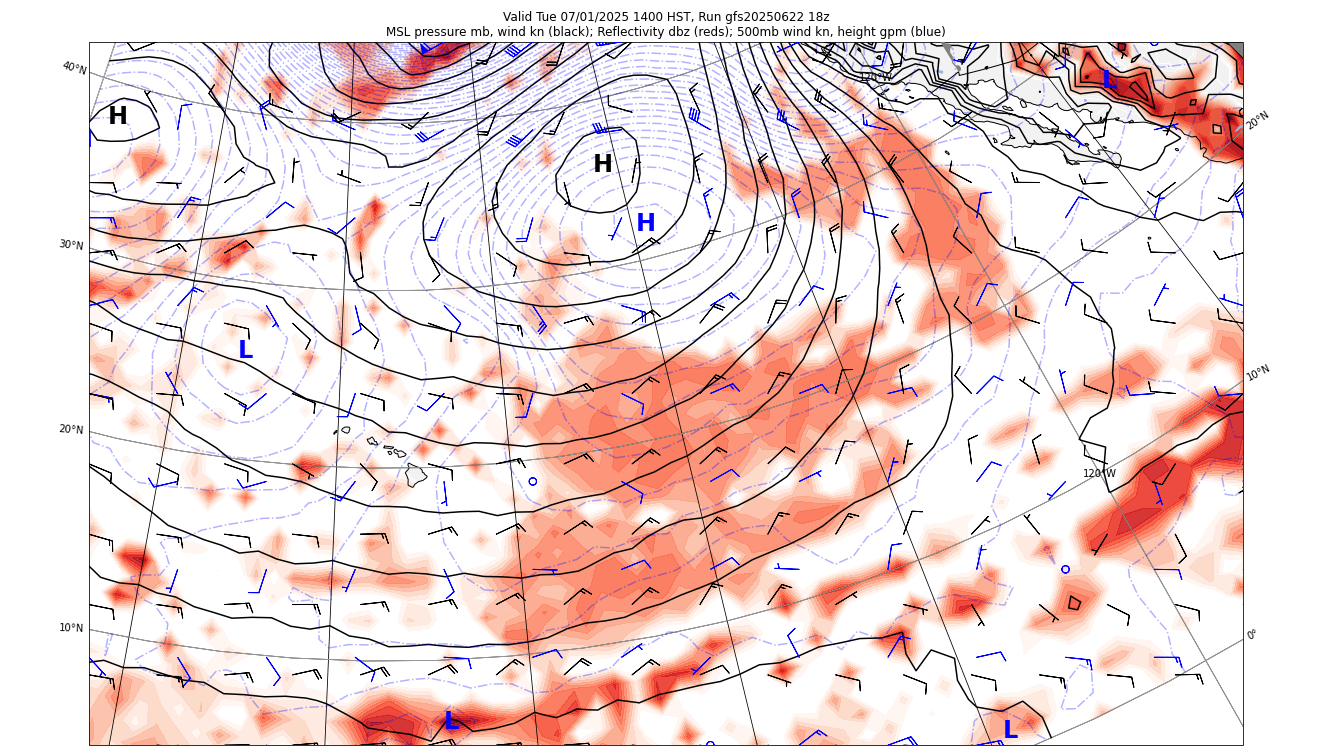 Valid Tue 07/01/2025 1400 HST, Run gfs20250622 18z
MSL pressure mb, wind kn (black); Reflectivity dbz (reds); 500mb wind kn, height gpm (blue)
40°N
120°W
L
20°N
H
H
H
30°N
L
10°N
20°N
120°W
10°N
0°
L
L